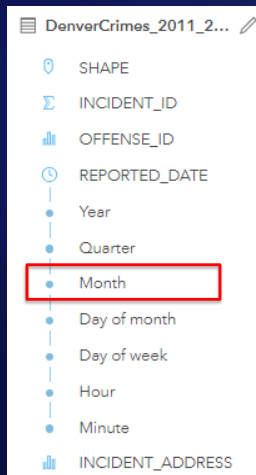 DenverCrimes_2011_2...
SHAPE
INCIDENT_ID
OFFENSE_ID
REPORTED_DATE
Year
Quarter
Month
Day of month
Day of week
Hour
Minute
INCIDENT_ADDRESS